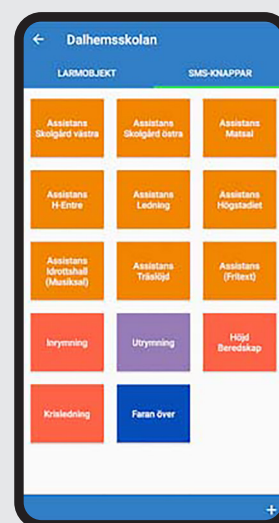 Dalhemsskolan
LARMOBJEKT
SMS-KNAPPAR
Assistans
Skolgård västra
Assistans
Skolgård östra
Assistans
Matsal
Assistans
H-Entre
Assistans
Ledning
Assistans
Högstadiet
Assistans
Idrottshall
(Musiksal)
Assistans
Träslöjd
Assistans
(Fritext)
Inrymning
Utrymning
Höjd
Beredskap
Krisledning
Faran över